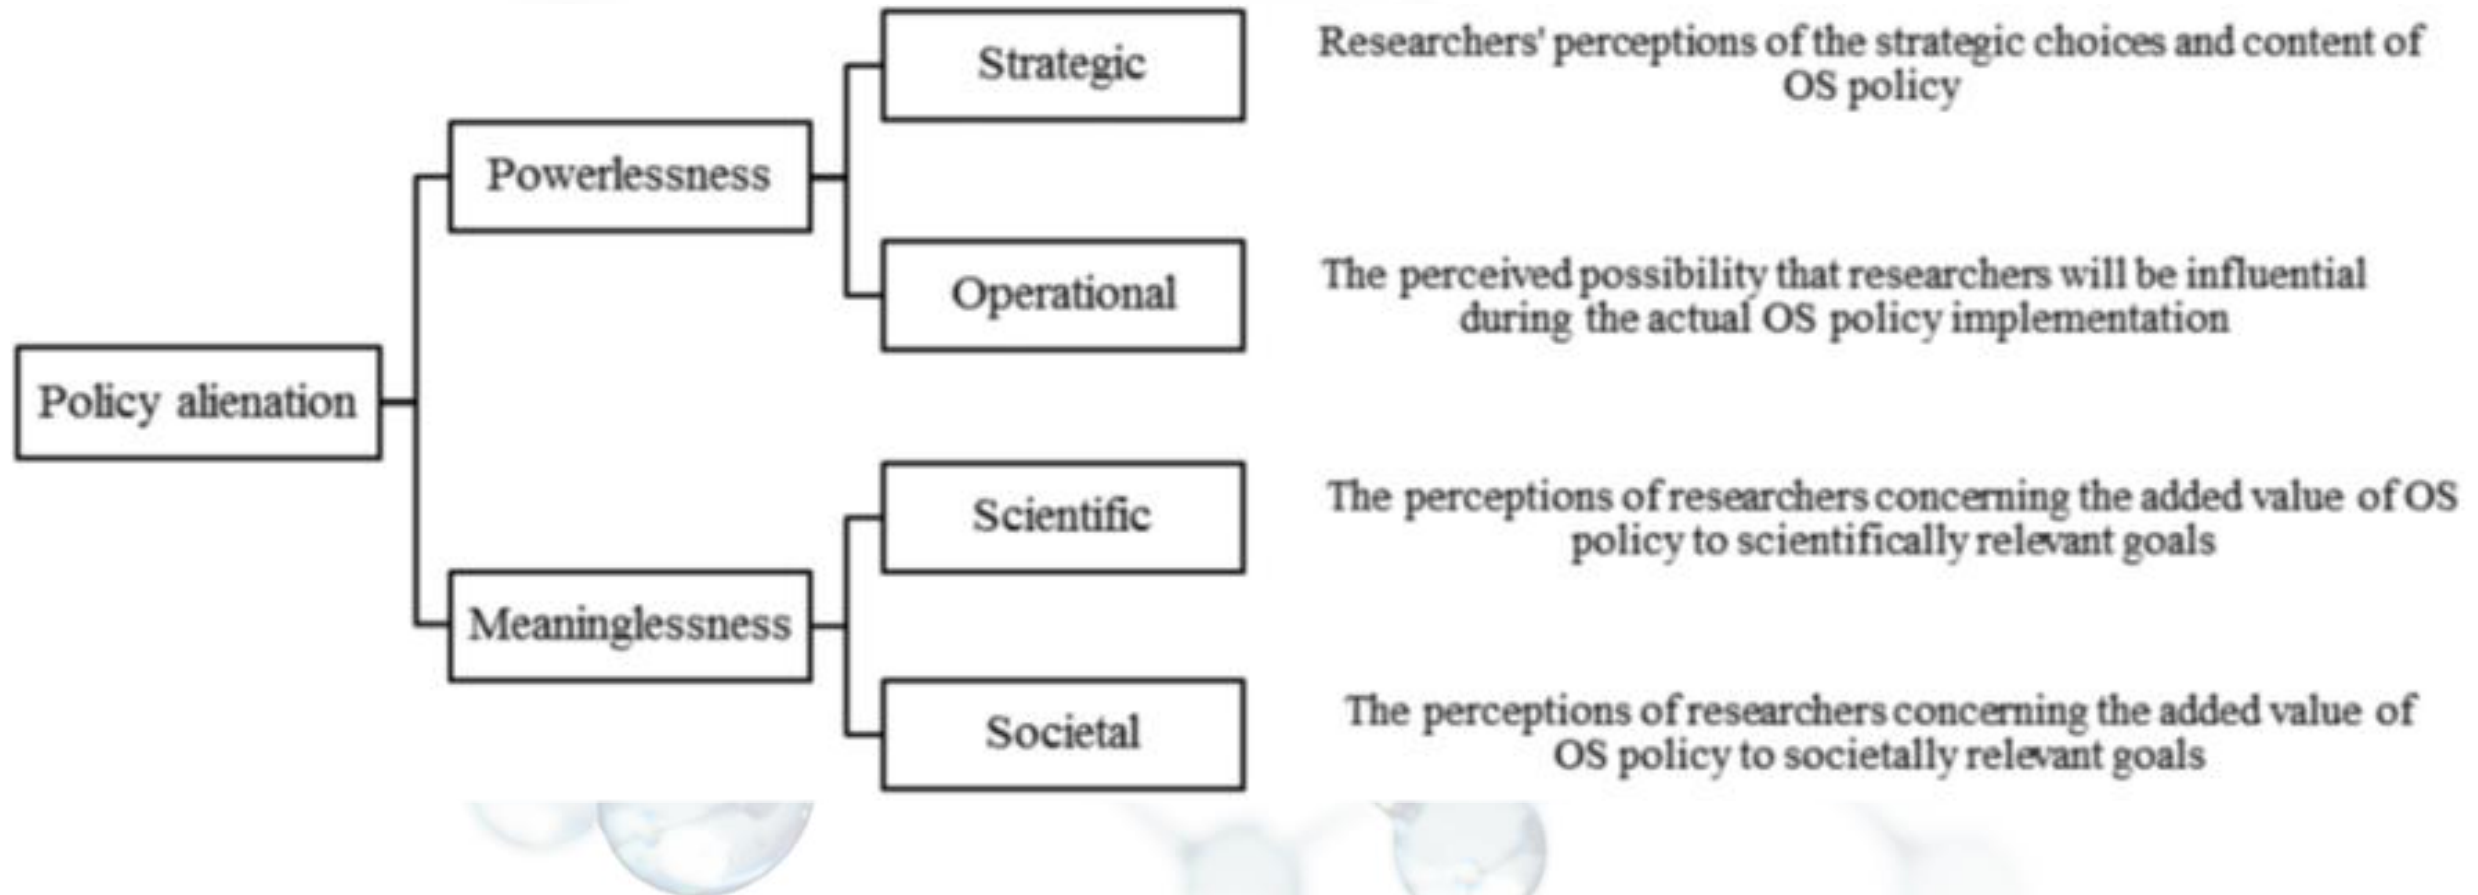 Strategic
Researchers' perceptions of the strategic choices and content of
OS policy
Powerlessness
Operational
The perceived possibility that researchers will be influential
during the actual OS policy implementation
Policy alienation
Scientific
The perceptions of researchers concerning the added value of OS
policy to scientifically relevant goals
Meaninglessness
Societal
The perceptions of researchers concerning the added value of
OS policy to societally relevant goals